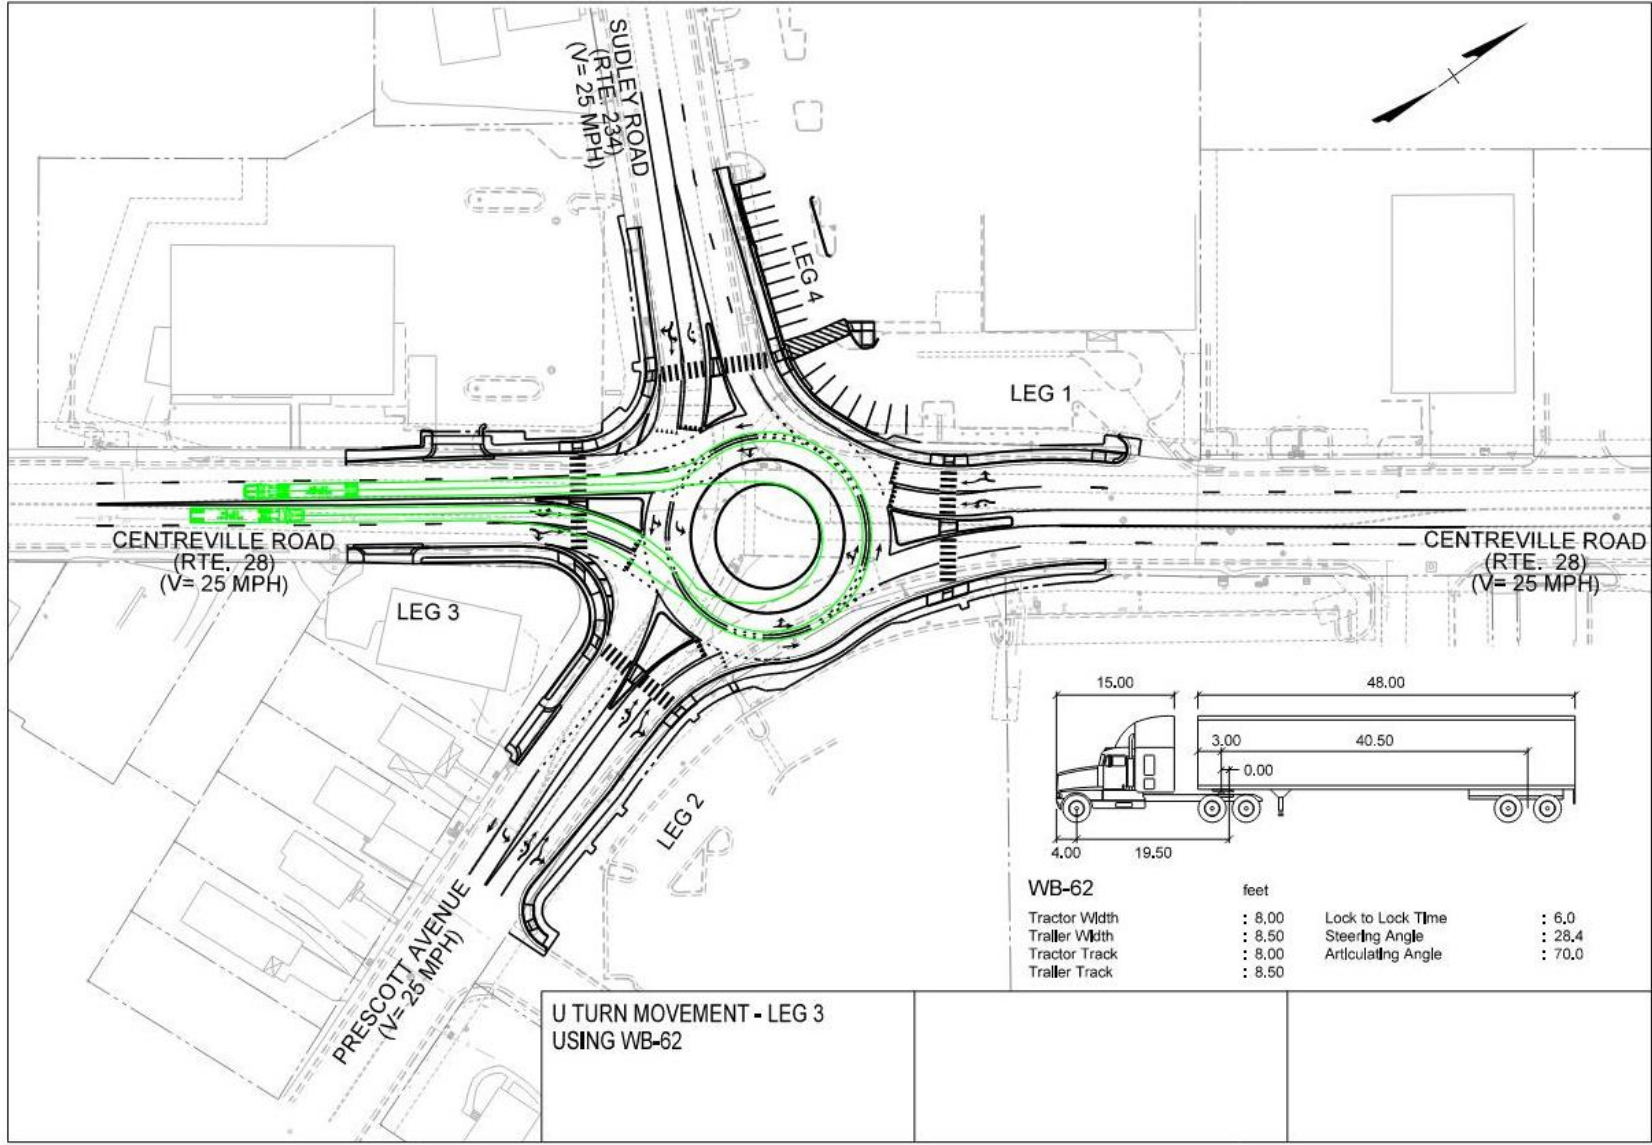 SUDLEY ROAD
(RTE. 234)
(V= 25 MPH)
LEG 4
LEG 1
CENTREVILLE ROAD
(RTE. 28)
(V= 25 MPH)
CENTREVILLE ROAD
(RTE. 28)
(V= 25 MPH)
LEG 3
LEG 2
PRESCOTT AVENUE
(V= 25 MPH)
15.00
48.00
3.00
40.50
0.00
4.00
19.50
WB-62
feet
Tractor Width : 8.00 Lock to Lock Time : 6.0
Trailer Width : 8.50 Steering Angle : 28.4
Tractor Track : 8.00 Articulating Angle : 70.0
Trailer Track : 8.50
U TURN MOVEMENT - LEG 3
USING WB-62